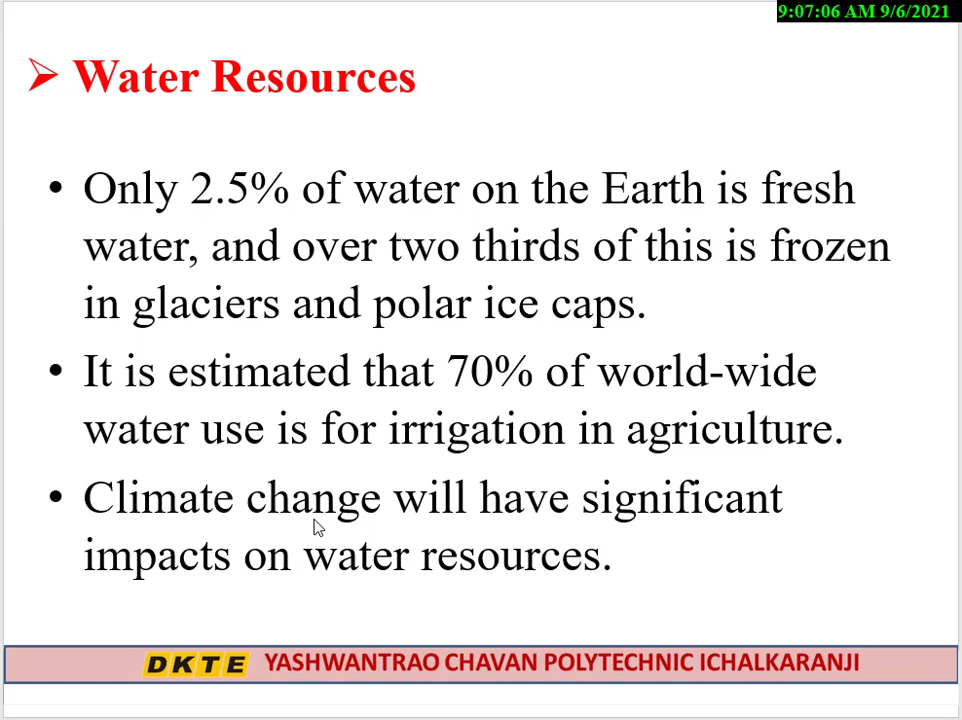 9:07:06 AM 9/6/2021
➢ Water Resources
• Only 2.5% of water on the Earth is fresh
water, and over two thirds of this is frozen
in glaciers and polar ice caps.
• It is estimated that 70% of world-wide
water use is for irrigation in agriculture.
• Climate change will have significant
impacts on water resources.
DKTE YASHWANTRAO CHAVAN POLYTECHNIC ICHALKARANJI